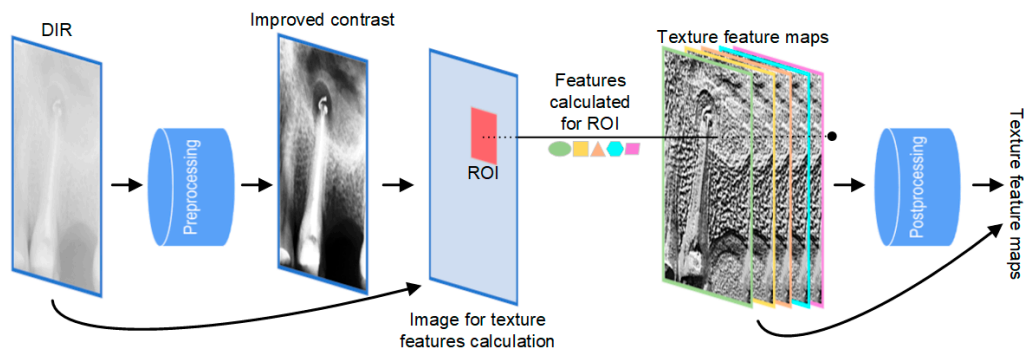 DIR
Improved contrast
Preprocessing
ROI
Image for texture
features calculation
Features
calculated
for ROI
Texture feature maps
Postprocessing
Texture feature maps